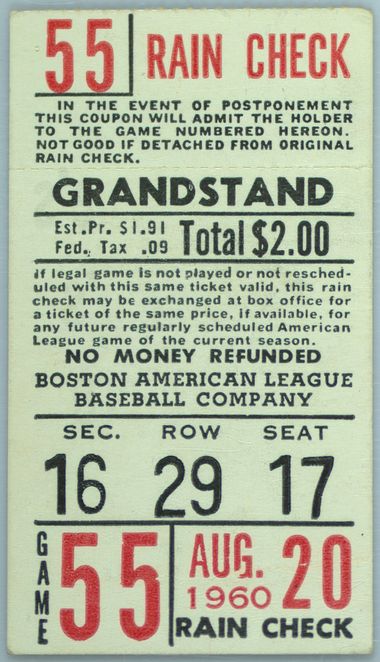 55 RAIN CHECK
IN THE EVENT OF POSTPONEMENT
THIS COUPON WILL ADMIT THE HOLDER
TO THE GAME NUMBERED HEREON.
NOT GOOD IF DETACHED FROM ORIGINAL
RAIN CHECK.
GRANDSTAND
Est. Pr. $1.91
Fed. Tax .09 Total $2.00
If legal game is not played or not resched-
uled with this same ticket valid, this rain
check may be exchanged at box office for
a ticket of the same price, if available, for
any future regularly scheduled American
League game of the current season.
NO MONEY REFUNDED
BOSTON AMERICAN LEAGUE
BASEBALL COMPANY
SEC. ROW SEAT
16 29 17
GAME 55
AUG. 20
1960
RAIN CHECK